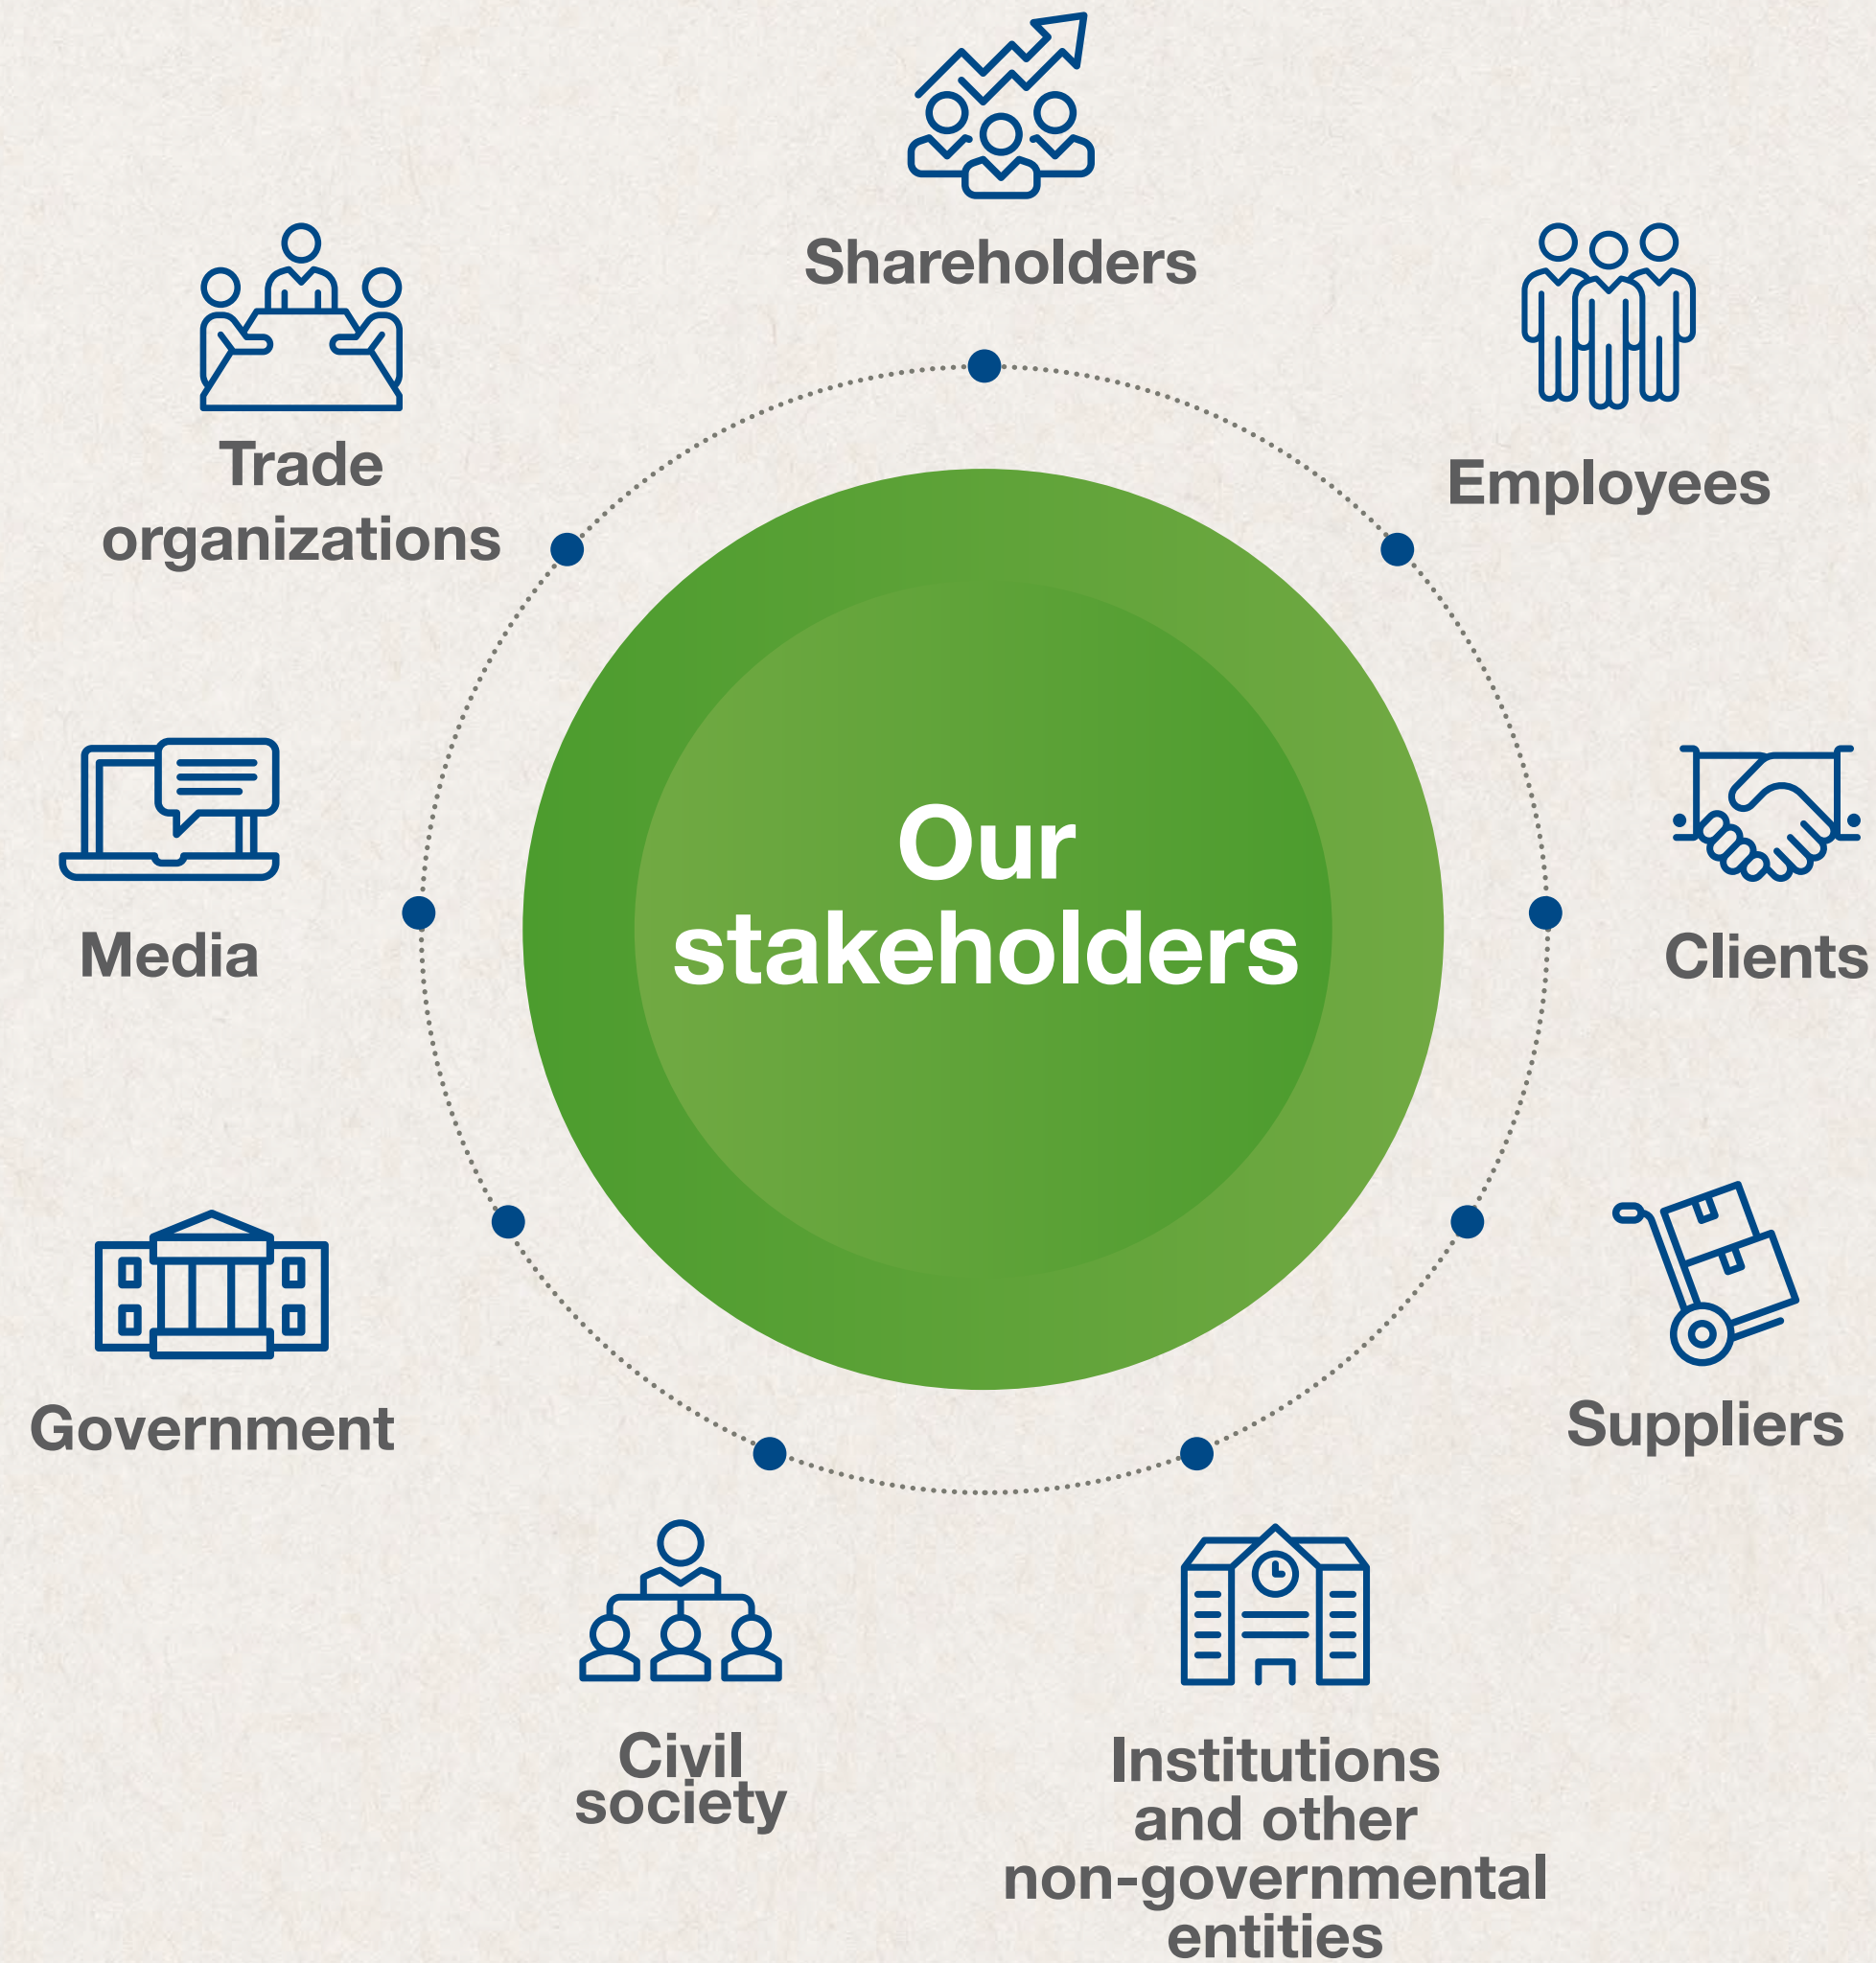 Our
stakeholders
Shareholders
Employees
Clients
Suppliers
Institutions
and other
non-governmental
entities
Civil
society
Government
Media
Trade
organizations